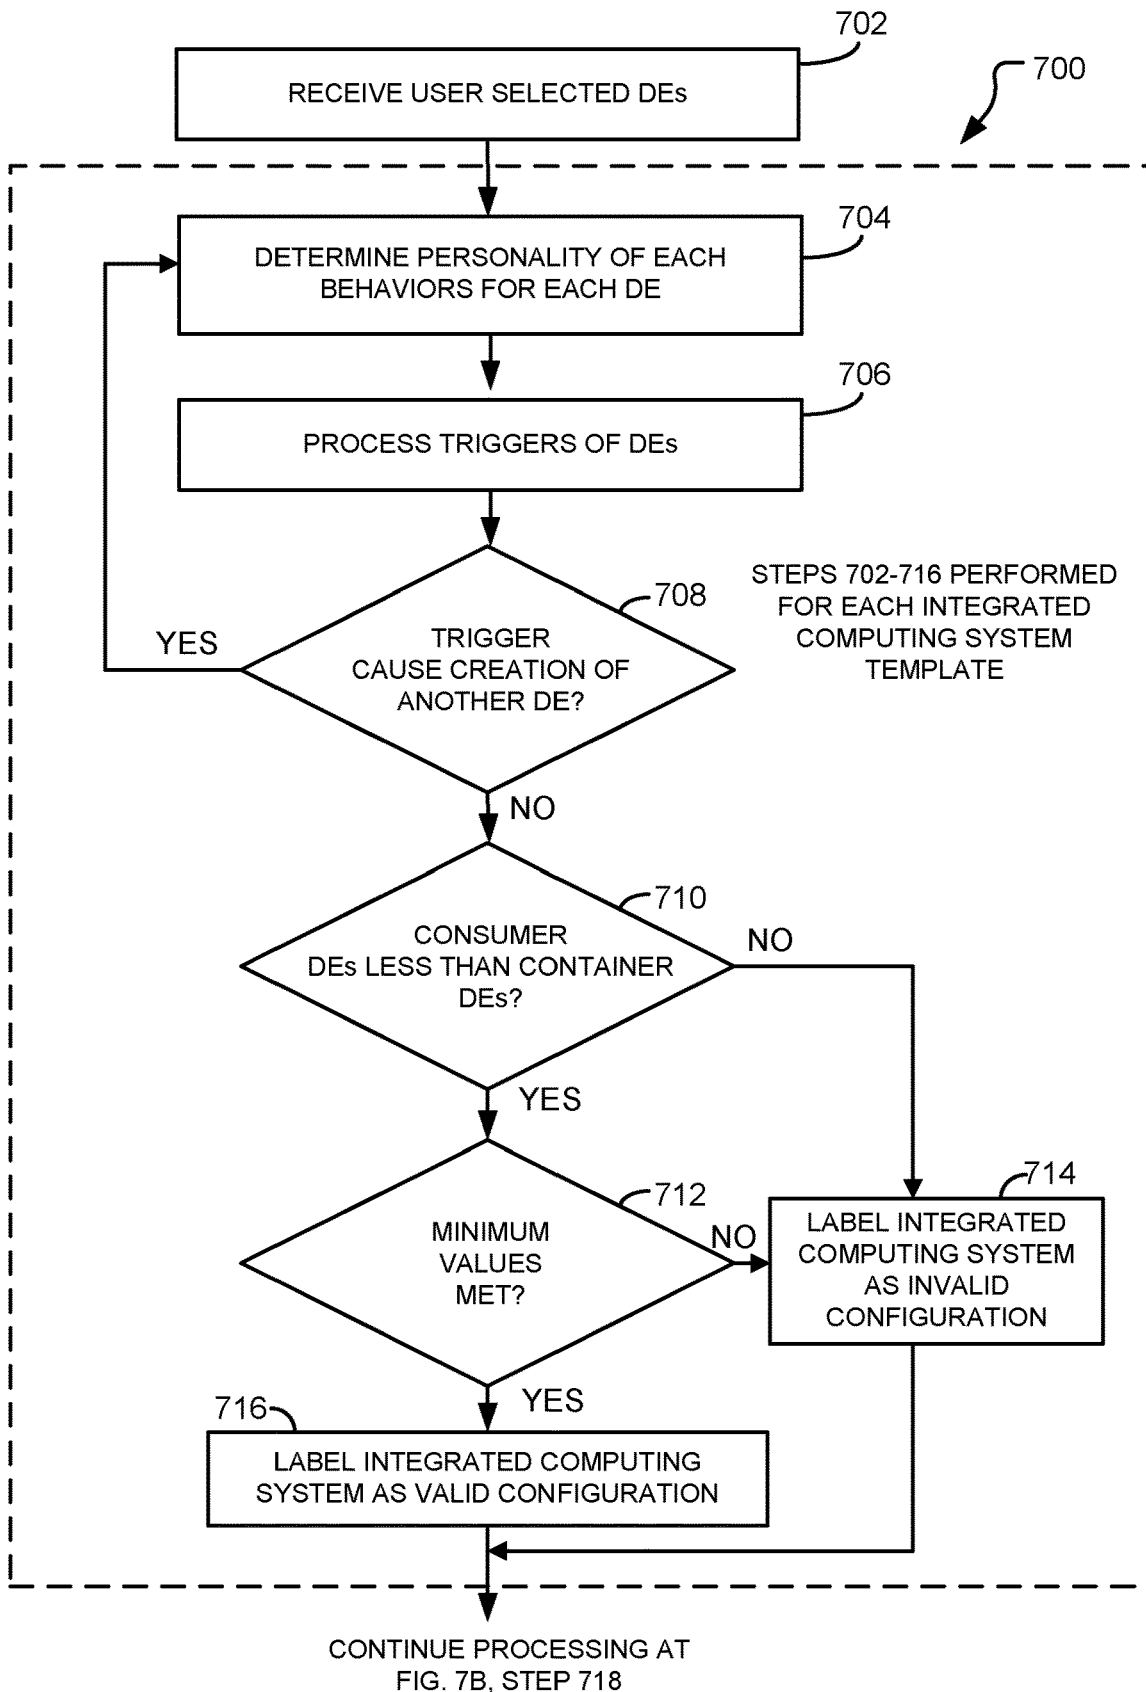 702
RECEIVE USER SELECTED DEs
700
704
DETERMINE PERSONALITY OF EACH
BEHAVIORS FOR EACH DE
706
PROCESS TRIGGERS OF DEs
708
TRIGGER
CAUSE CREATION OF
ANOTHER DE?
YES
STEPS 702-716 PERFORMED
FOR EACH INTEGRATED
COMPUTING SYSTEM
TEMPLATE
NO
710
CONSUMER
DEs LESS THAN CONTAINER
DEs?
NO
YES
712
MINIMUM
VALUES
MET?
NO
714
LABEL INTEGRATED
COMPUTING SYSTEM
AS INVALID
CONFIGURATION
YES
716
LABEL INTEGRATED COMPUTING
SYSTEM AS VALID CONFIGURATION
CONTINUE PROCESSING AT
FIG. 7B, STEP 718